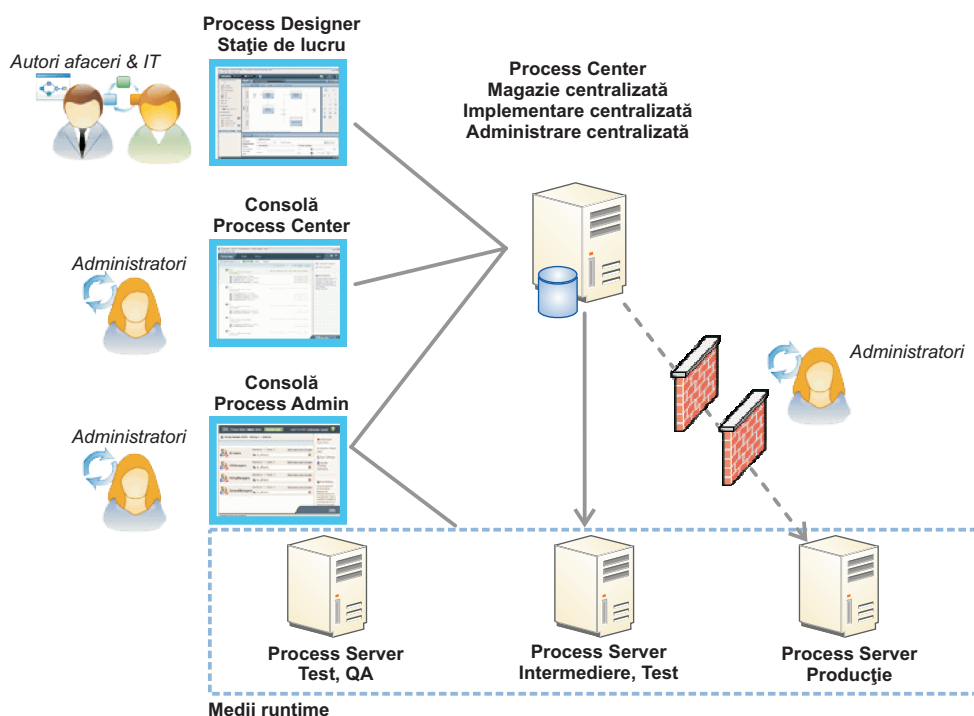 Process Designer
Staţie de lucru
Autori afaceri & IT
Process Center
Magazie centralizată
Implementare centralizată
Administrare centralizată
Consolă
Process Center
Administratori
Administratori
Consolă
Process Admin
Administratori
Process Server
Test, QA
Process Server
Intermediere, Test
Process Server
Producţie
Medii runtime